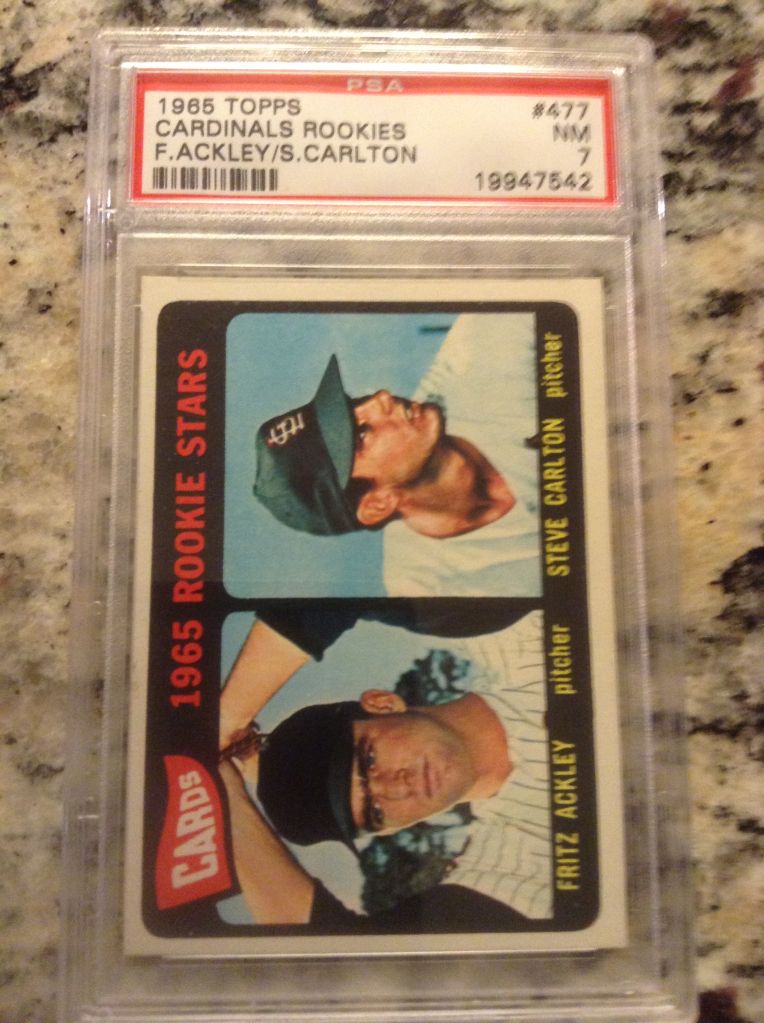 PSA
1965 TOPPS #477
CARDINALS ROOKIES NM
F.ACKLEY/S.CARLTON 7
19947542
CARDS 1965 ROOKIE STARS
FRITZ ACKLEY pitcher STEVE CARLTON pitcher